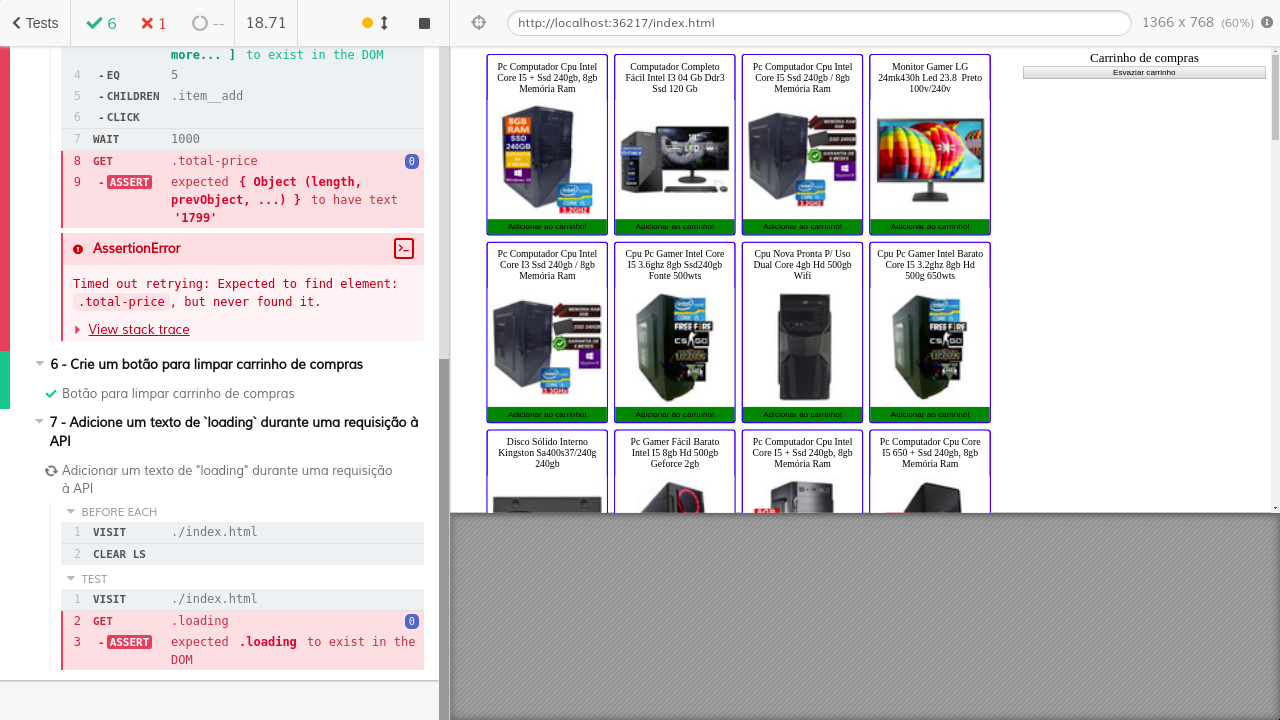 Tests
6
1
--
18.71
http://localhost:36217/index.html
1366 x 768 (60%)
more... ] to exist in the DOM
4 - EQ 5
5 - CHILDREN .item__add
6 - CLICK
7 WAIT 1000
8 GET .total-price 0
9 - ASSERT expected { Object (length,
prevObject, ...) } to have text
'1799'
AssertionError
Timed out retrying: Expected to find element:
.total-price , but never found it.
View stack trace
6 - Crie um botão para limpar carrinho de compras
Botão para limpar carrinho de compras
7 - Adicione um texto de `loading` durante uma requisição à
API
Adicionar um texto de "loading" durante uma requisição
à API
BEFORE EACH
1 VISIT ./index.html
2 CLEAR LS
TEST
1 VISIT ./index.html
2 GET .loading 0
3 - ASSERT expected .loading to exist in the
DOM
Pc Computador Cpu Intel
Core I5 + Ssd 240gb, 8gb
Memória Ram
8GB
RAM
SSD
240GB
Adicionar ao carrinho!
Computador Completo
Fácil Intel I3 04 Gb Ddr3
Ssd 120 Gb
Adicionar ao carrinho!
Pc Computador Cpu Intel
Core I5 Ssd 240gb / 8gb
Memória Ram
Adicionar ao carrinho!
Monitor Gamer LG
24mk430h Led 23.8 Preto
100v/240v
Adicionar ao carrinho!
Pc Computador Cpu Intel
Core I3 Ssd 240gb / 8gb
Memória Ram
Adicionar ao carrinho!
Cpu Pc Gamer Intel Core
I5 3.6ghz 8gb Ssd240gb
Fonte 500wts
FREE FIRE
CS:GO
Adicionar ao carrinho!
Cpu Nova Pronta P/ Uso
Dual Core 4gb Hd 500gb
Wifi
Adicionar ao carrinho!
Cpu Pc Gamer Intel Barato
Core I5 3.2ghz 8gb Hd
500g 650wts
FREE FIRE
CS:GO
Adicionar ao carrinho!
Disco Sólido Interno
Kingston Sa400s37/240g
240gb
Pc Gamer Fácil Barato
Intel I5 8gb Hd 500gb
Geforce 2gb
Pc Computador Cpu Intel
Core I5 + Ssd 240gb, 8gb
Memória Ram
Pc Computador Cpu Core
I5 650 + Ssd 240gb, 8gb
Memória Ram
Carrinho de compras
Esvaziar carrinho